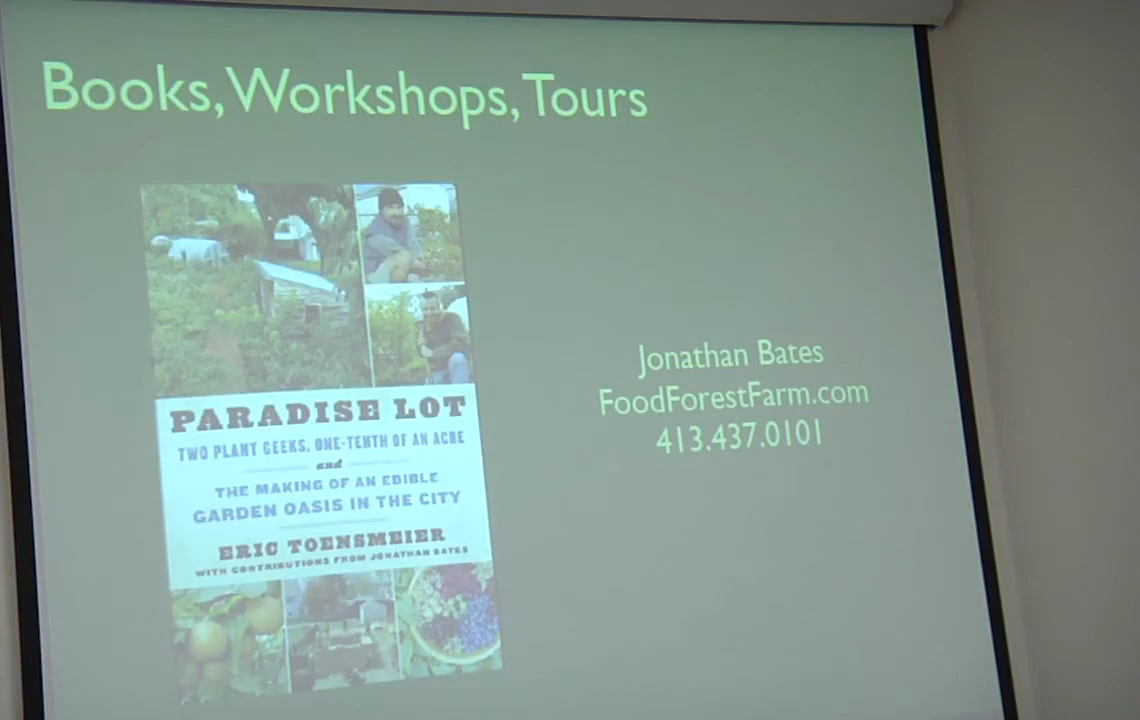 Books, Workshops, Tours
PARADISE LOT
TWO PLANT GEEKS, ONE-TENTH OF AN ACRE
and
THE MAKING OF AN EDIBLE
GARDEN OASIS IN THE CITY
ERIC TOENSMEIER
WITH CONTRIBUTIONS FROM JONATHAN BATES
Jonathan Bates
FoodForestFarm.com
413.437.0101